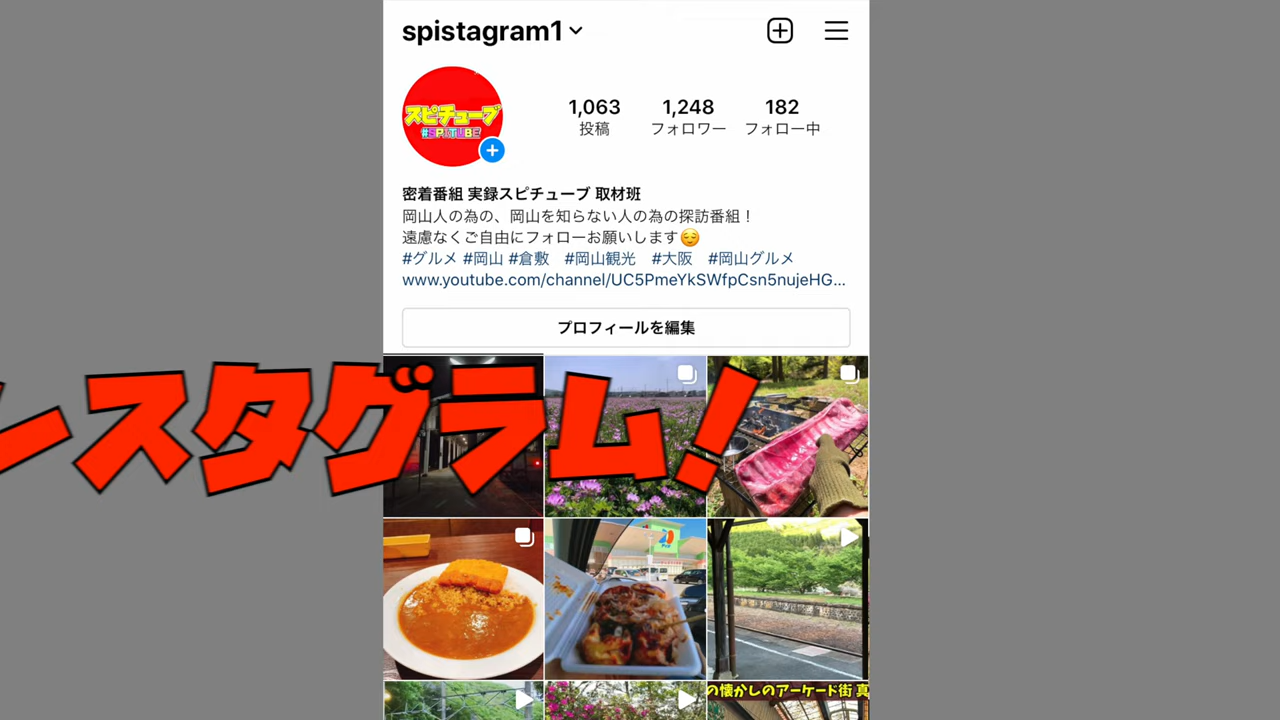 spistagram1
スピチューブ
#SPITUBE
1,063
投稿
1,248
フォロワー
182
フォロー中
密着番組 実録スピチューブ 取材班
岡山人の為の、岡山を知らない人の為の探訪番組！
遠慮なくご自由にフォローお願いします😌
#グルメ #岡山 #倉敷　#岡山観光　#大阪　#岡山グルメ
www.youtube.com/channel/UC5PmeYkSWfpCsn5nujeHG...
プロフィールを編集
ンスタグラム！
の懐かしのアーケード街 真